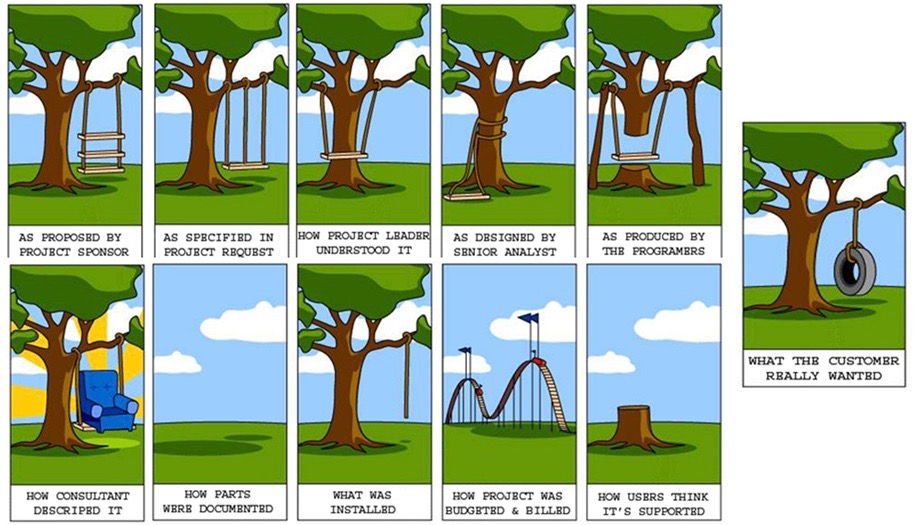 AS PROPOSED BY
PROJECT SPONSOR
AS SPECIFIED IN
PROJECT REQUEST
HOW PROJECT LEADER
UNDERSTOOD IT
AS DESIGNED BY
SENIOR ANALYST
AS PRODUCED BY
THE PROGRAMERS
HOW CONSULTANT
DESCRIPED IT
HOW PARTS
WERE DOCUMENTED
WHAT WAS
INSTALLED
HOW PROJECT WAS
BUDGETED & BILLED
HOW USERS THINK
IT'S SUPPORTED
WHAT THE CUSTOMER
REALLY WANTED